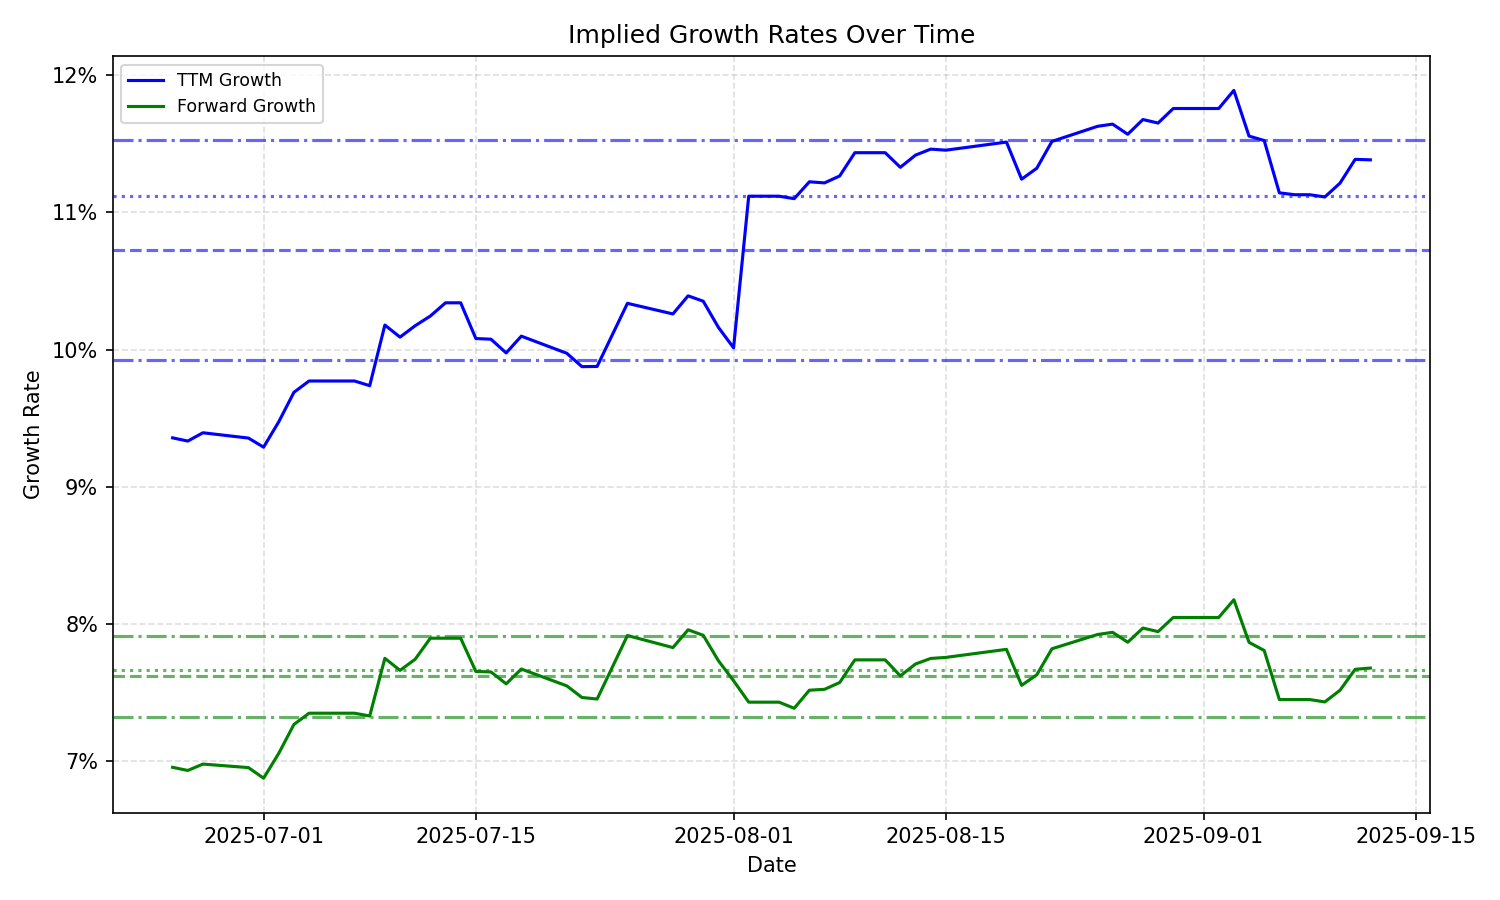 Implied Growth Rates Over Time
TTM Growth
Forward Growth
12%
11%
10%
9%
8%
7%
Growth Rate
2025-07-01
2025-07-15
2025-08-01
2025-08-15
2025-09-01
2025-09-15
Date